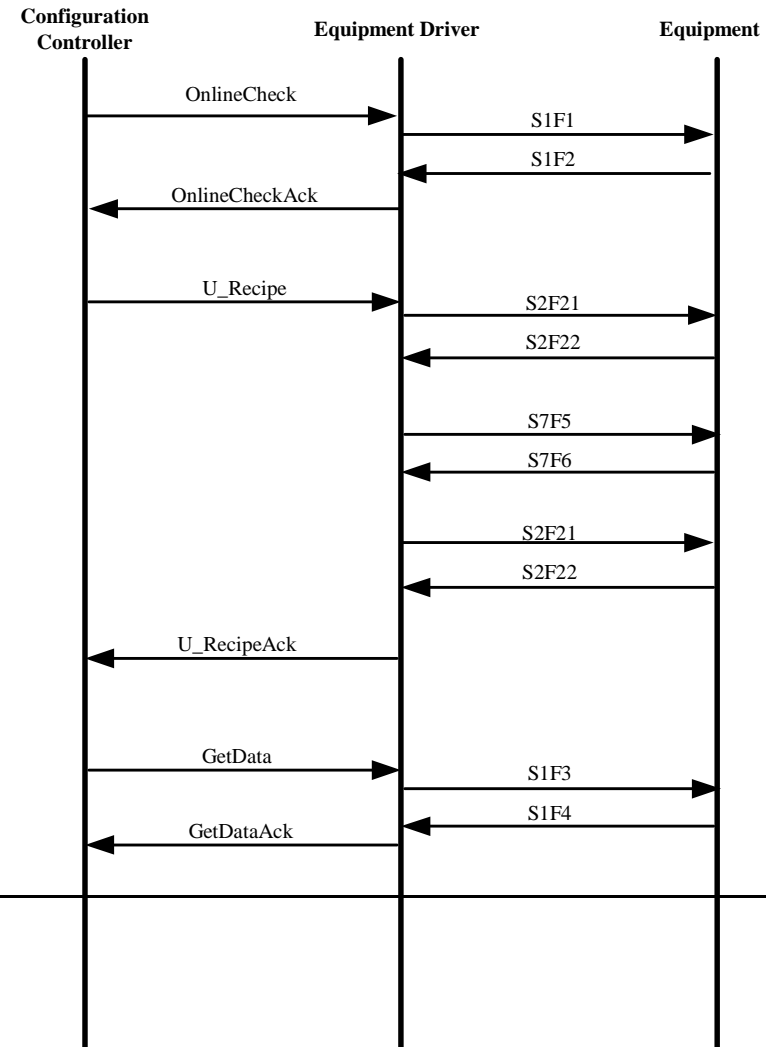 Configuration
Controller
Equipment Driver
Equipment
OnlineCheck
S1F1
S1F2
OnlineCheckAck
U_Recipe
S2F21
S2F22
S7F5
S7F6
S2F21
S2F22
U_RecipeAck
GetData
S1F3
S1F4
GetDataAck